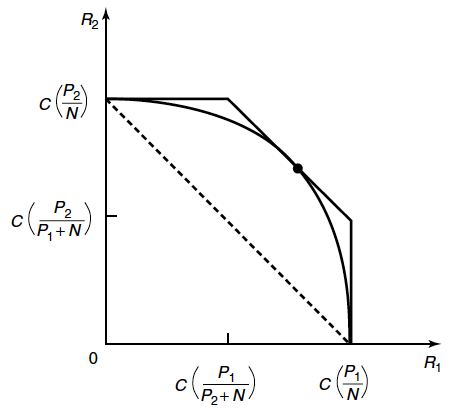 R₂
C (P₂/N)
C (P₂/(P₁ + N))
0
C (P₁/(P₂ + N))
C (P₁/N)
R₁